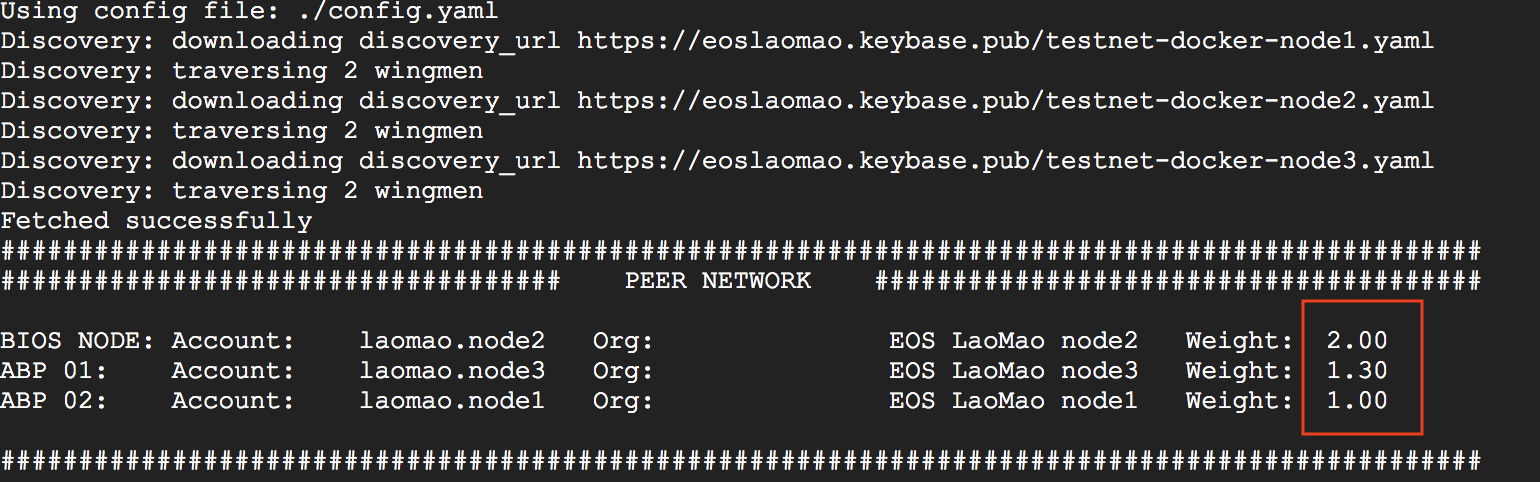 Using config file: ./config.yaml
Discovery: downloading discovery_url https://eoslaomao.keybase.pub/testnet-docker-node1.yaml
Discovery: traversing 2 wingmen
Discovery: downloading discovery_url https://eoslaomao.keybase.pub/testnet-docker-node2.yaml
Discovery: traversing 2 wingmen
Discovery: downloading discovery_url https://eoslaomao.keybase.pub/testnet-docker-node3.yaml
Discovery: traversing 2 wingmen
Fetched successfully
###############################################################################################
####################################    PEER NETWORK    #######################################
BIOS NODE: Account:    laomao.node2   Org:               EOS LaoMao node2   Weight:  2.00
ABP 01:    Account:    laomao.node3   Org:               EOS LaoMao node3   Weight:  1.30
ABP 02:    Account:    laomao.node1   Org:               EOS LaoMao node1   Weight:  1.00
###############################################################################################